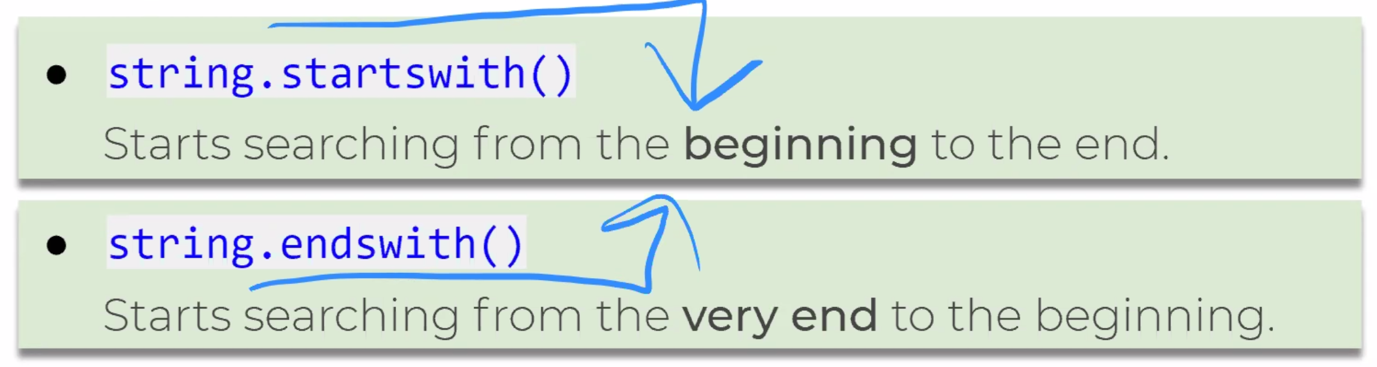 • string.startswith()
Starts searching from the beginning to the end.
• string.endswith()
Starts searching from the very end to the beginning.